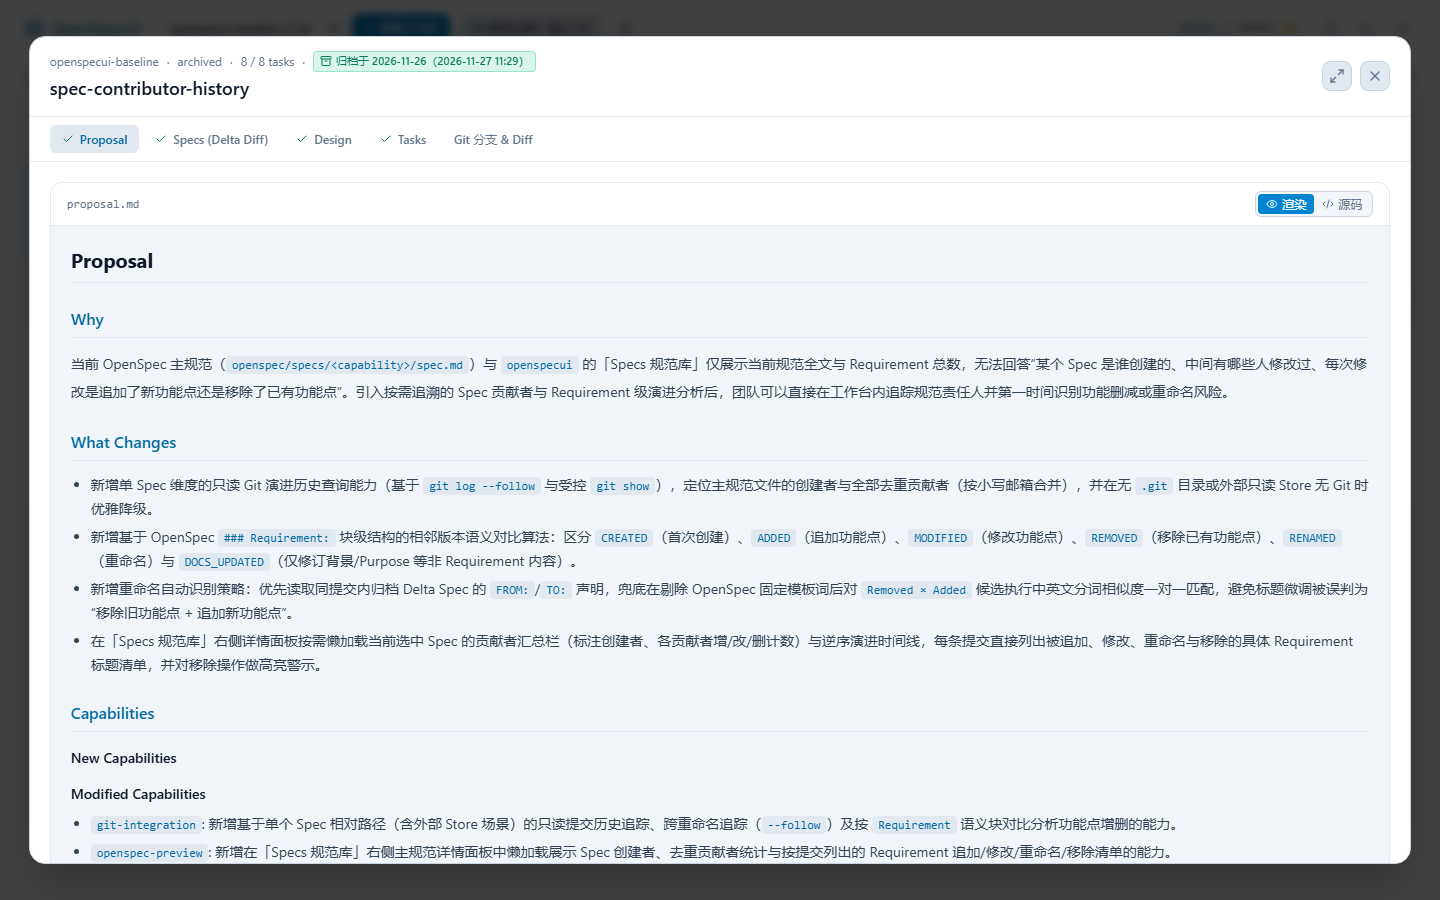 openspecui-baseline · archived · 8 / 8 tasks · 归档于 2026-11-26（2026-11-27 11:29）
spec-contributor-history
Proposal Specs (Delta Diff) Design Tasks Git 分支 & Diff
proposal.md 渲染 源码
Proposal
Why
当前 OpenSpec 主规范（openspec/specs/<capability>/spec.md）与 openspecui 的「Specs 规范库」仅展示当前规范全文与 Requirement 总数，无法回答“某个 Spec 是谁创建的、中间有哪些人修改过、每次修
改是追加了新功能点还是移除了已有功能点”。引入按需追溯的 Spec 贡献者与 Requirement 级演进分析后，团队可以直接在工作台内追踪规范责任人并第一时间识别功能删减或重命名风险。
What Changes
• 新增单 Spec 维度的只读 Git 演进历史查询能力（基于 git log --follow 与受控 git show），定位主规范文件的创建者与全部去重贡献者（按小写邮箱合并），并在无 .git 目录或外部只读 Store 无 Git 时
优雅降级。
• 新增基于 OpenSpec ### Requirement: 块级结构的相邻版本语义对比算法：区分 CREATED（首次创建）、ADDED（追加功能点）、MODIFIED（修改功能点）、REMOVED（移除已有功能点）、RENAMED
（重命名）与 DOCS_UPDATED（仅修订背景/Purpose 等非 Requirement 内容）。
• 新增重命名自动识别策略：优先读取同提交内归档 Delta Spec 的 FROM: / TO: 声明，兜底在剔除 OpenSpec 固定模板词后对 Removed × Added 候选执行中英文分词相似度一对一匹配，避免标题微调被误判为
“移除旧功能点 + 追加新功能点”。
• 在「Specs 规范库」右侧详情面板按需懒加载当前选中 Spec 的贡献者汇总栏（标注创建者、各贡献者增/改/删计数）与逆序演进时间线，每条提交直接列出被追加、修改、重命名与移除的具体 Requirement
标题清单，并对移除操作做高亮警示。
Capabilities
New Capabilities
Modified Capabilities
• git-integration: 新增基于单个 Spec 相对路径（含外部 Store 场景）的只读提交历史追踪、跨重命名追踪（--follow）及按 Requirement 语义块对比分析功能点增删的能力。
• openspec-preview: 新增在「Specs 规范库」右侧主规范详情面板中懒加载展示 Spec 创建者、去重贡献者统计与按提交列出的 Requirement 追加/修改/重命名/移除清单的能力。